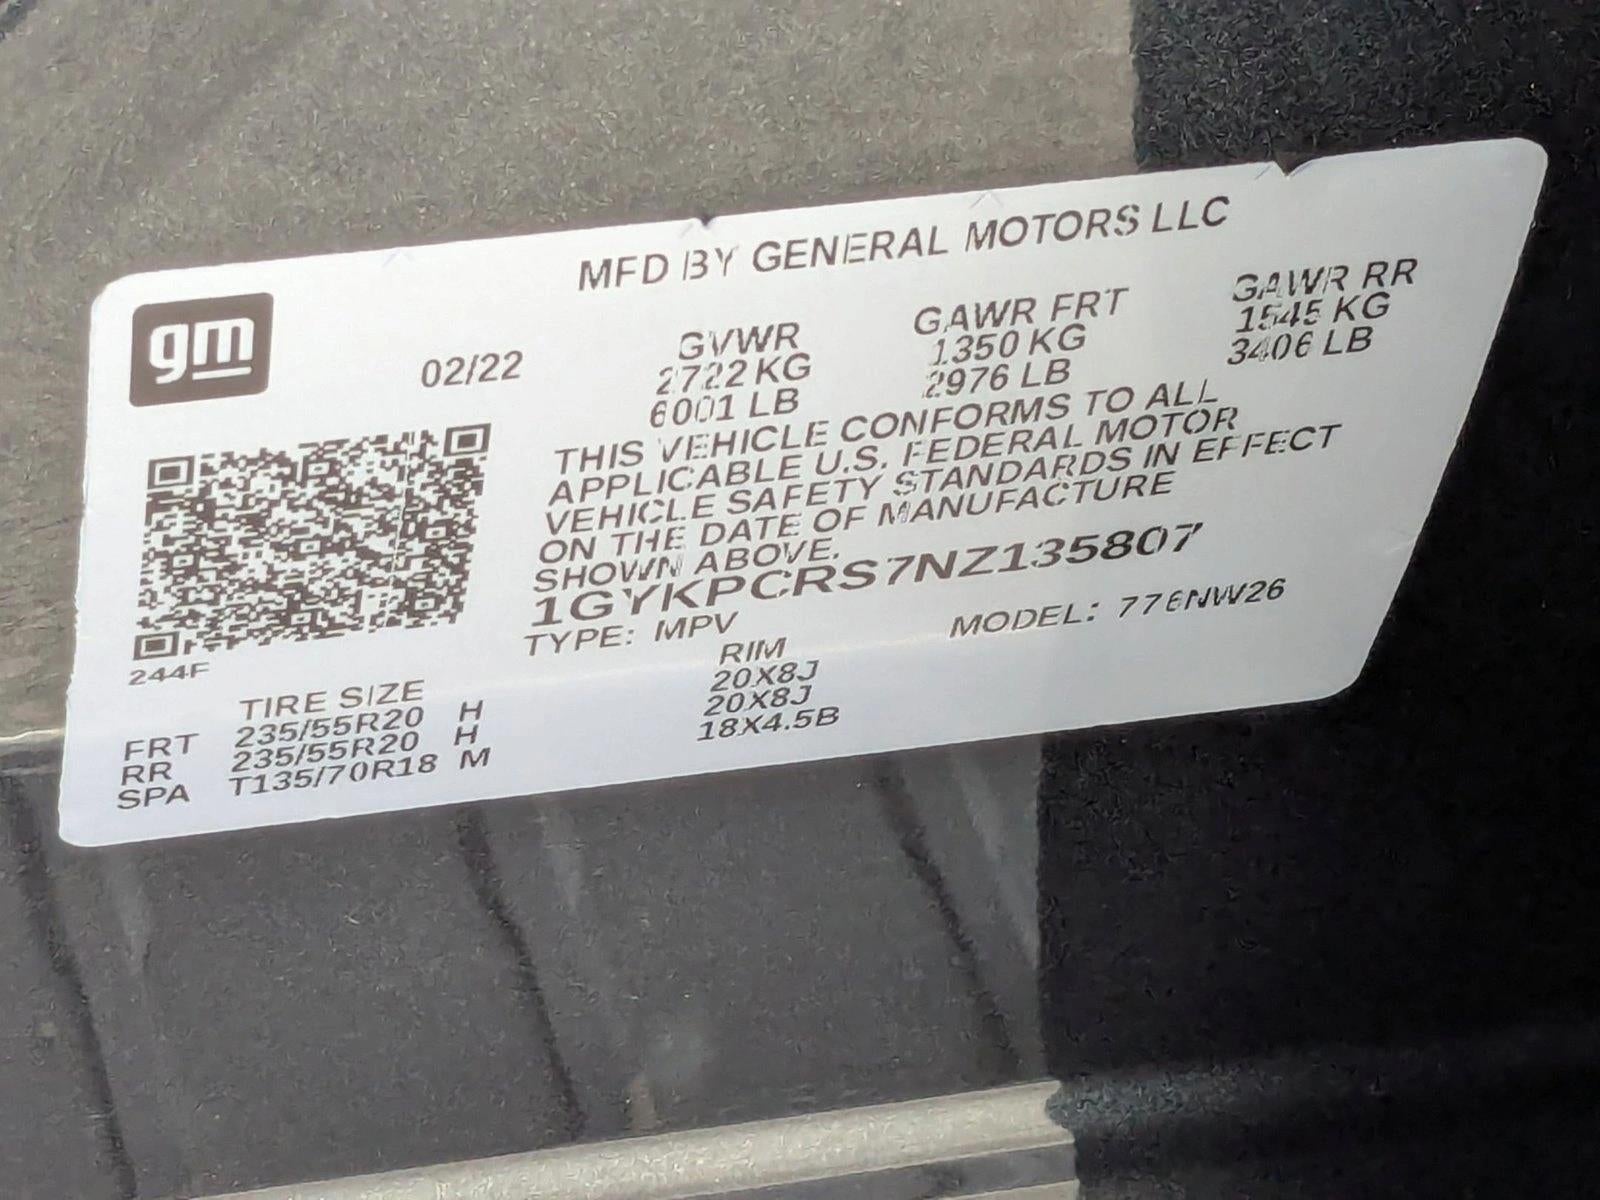 MFD BY GENERAL MOTORS LLC
gm
02/22
GVWR GAWR FRT GAWR RR
2722 KG 1350 KG 1545 KG
6001 LB 2976 LB 3406 LB
THIS VEHICLE CONFORMS TO ALL
APPLICABLE U.S. FEDERAL MOTOR
VEHICLE SAFETY STANDARDS IN EFFECT
ON THE DATE OF MANUFACTURE
SHOWN ABOVE.
1GYKPCRS7NZ135807
TYPE: MPV MODEL: 776NW26
244F
TIRE SIZE RIM
FRT 235/55R20 H 20X8J
RR 235/55R20 H 20X8J
SPA T135/70R18 M 18X4.5B